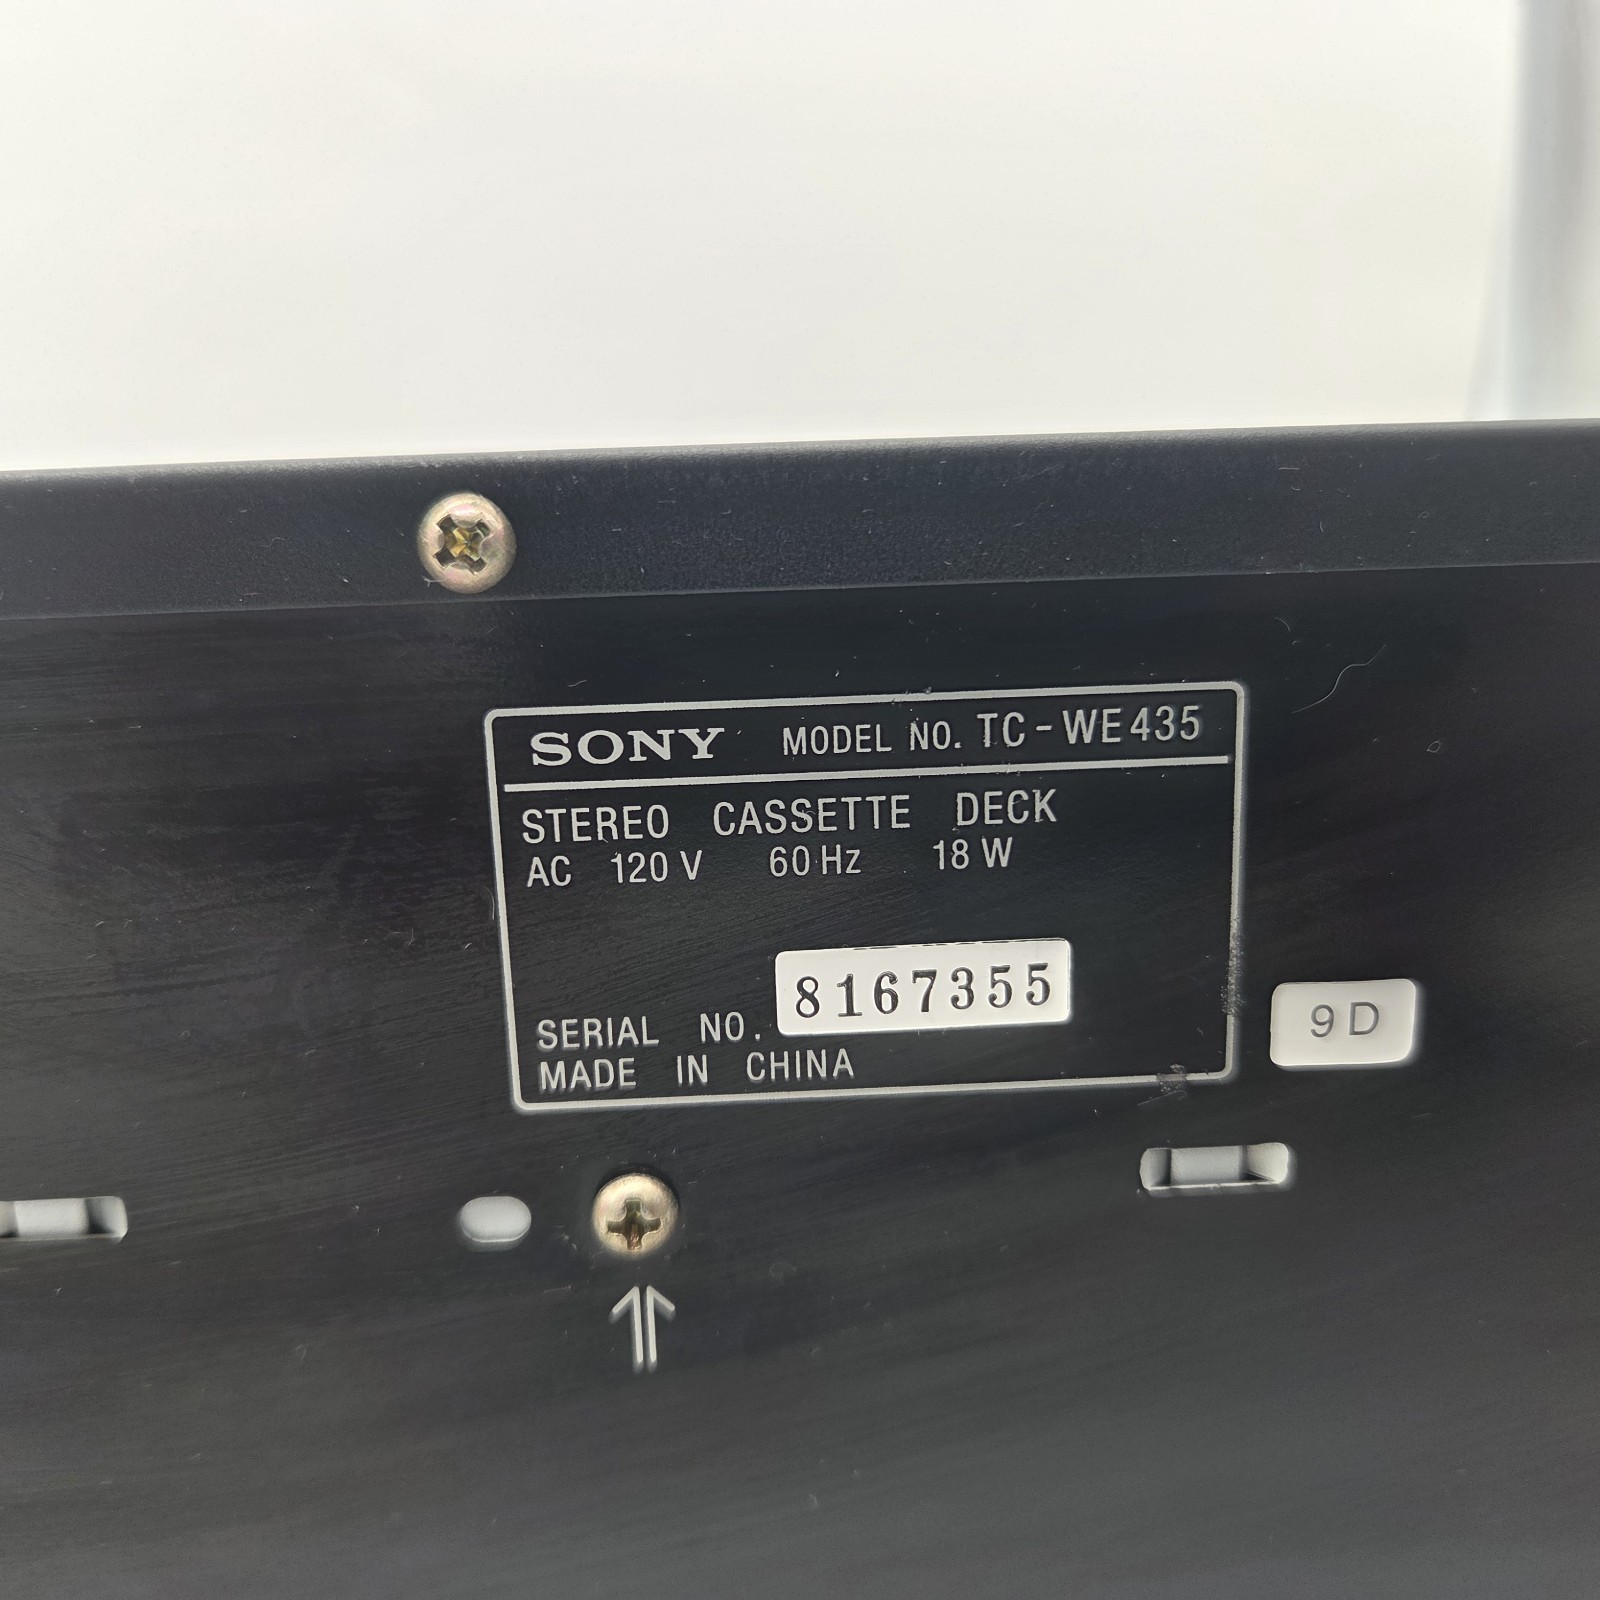 SONY MODEL NO. TC-WE435
STEREO CASSETTE DECK
AC 120 V 60 Hz 18 W
8167355
SERIAL NO.
MADE IN CHINA
9D